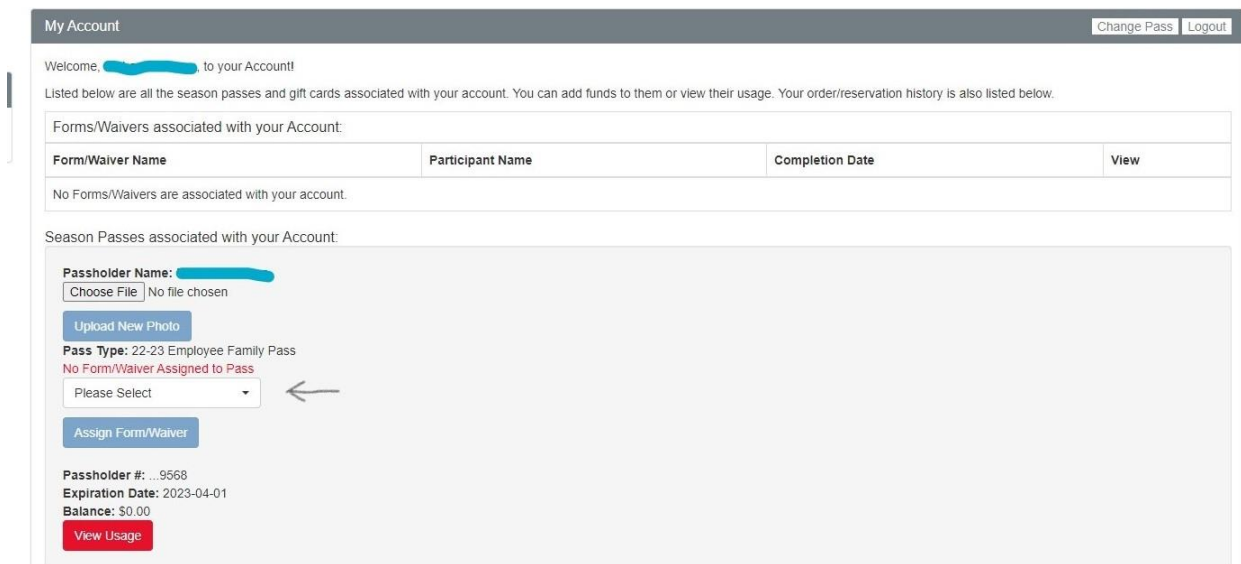 My Account
Change Pass Logout
Welcome, , to your Account!
Listed below are all the season passes and gift cards associated with your account. You can add funds to them or view their usage. Your order/reservation history is also listed below.
Forms/Waivers associated with your Account:
Form/Waiver Name Participant Name Completion Date View
No Forms/Waivers are associated with your account.
Season Passes associated with your Account:
Passholder Name:
Choose File No file chosen
Upload New Photo
Pass Type: 22-23 Employee Family Pass
No Form/Waiver Assigned to Pass
Please Select
Assign Form/Waiver
Passholder #: ...9568
Expiration Date: 2023-04-01
Balance: $0.00
View Usage